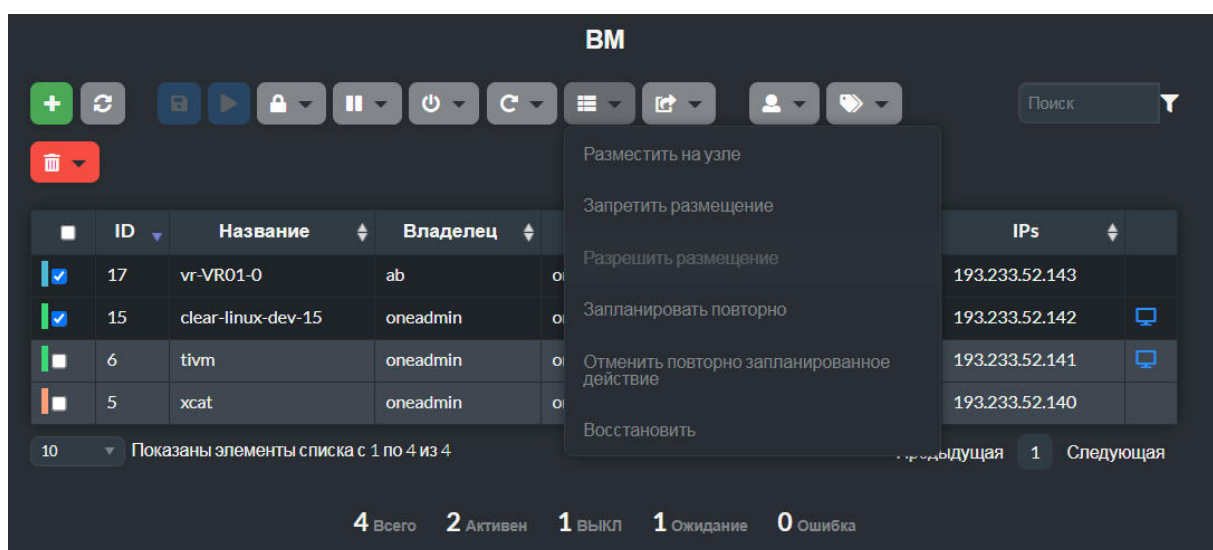 ВМ
Поиск
Разместить на узле
Запретить размещение
Разрешить размещение
Запланировать повторно
Отменить повторно запланированное
действие
Восстановить
ID Название Владелец IPs
17 vr-VR01-0 ab 193.233.52.143
15 clear-linux-dev-15 oneadmin 193.233.52.142
6 tivm oneadmin 193.233.52.141
5 xcat oneadmin 193.233.52.140
10 Показаны элементы списка с 1 по 4 из 4 1 Следующая
4 Всего 2 Активен 1 ВЫКЛ 1 Ожидание 0 Ошибка